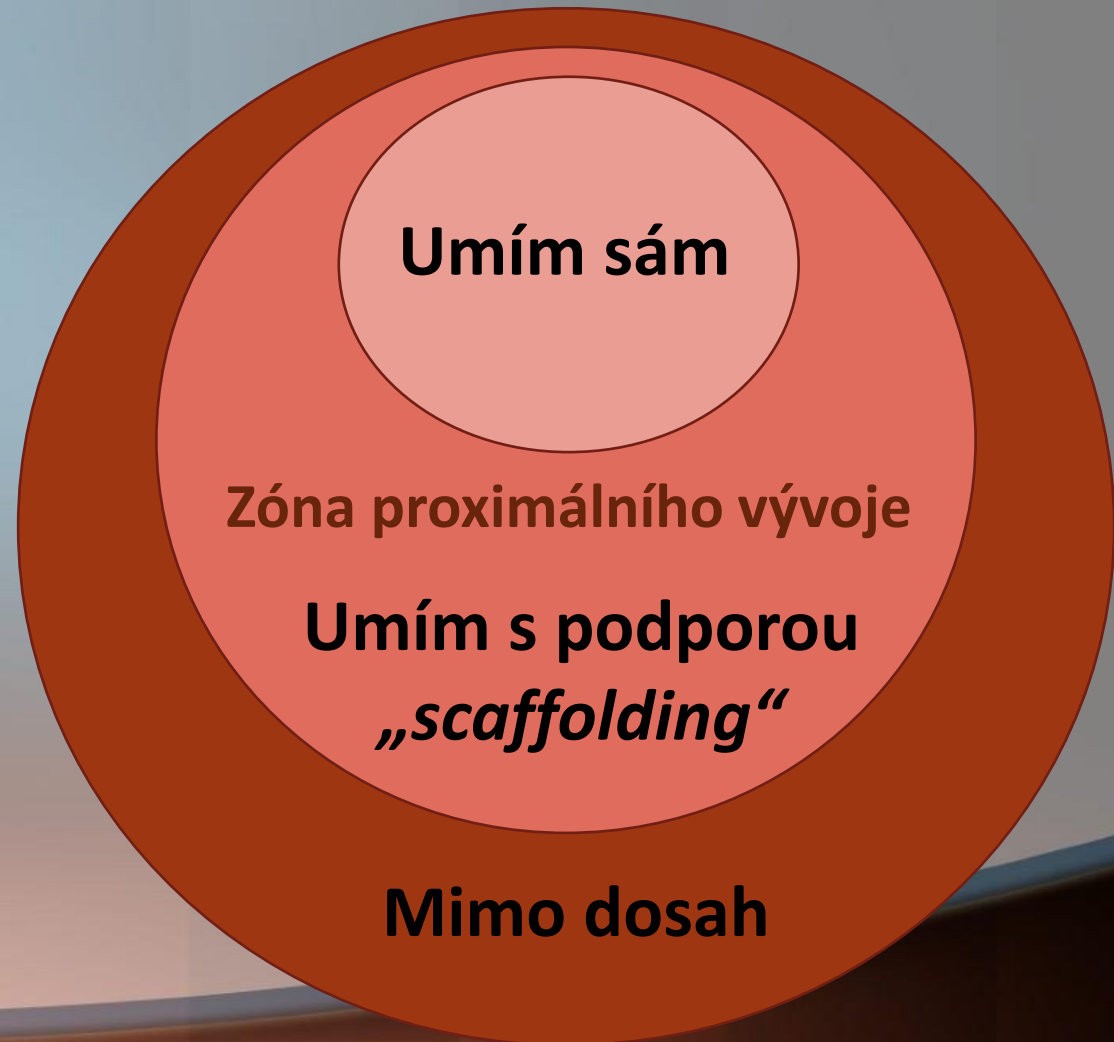 Umím sám
Zóna proximálního vývoje
Umím s podporou
„scaffolding“
Mimo dosah